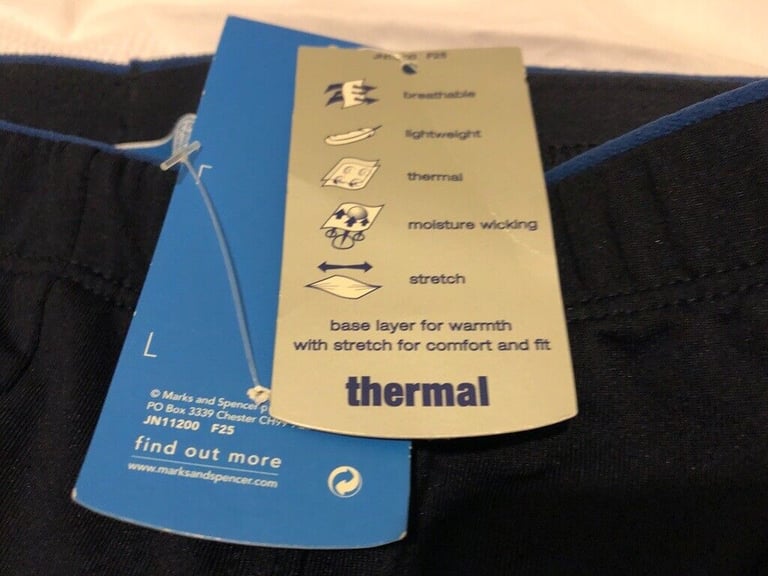 L
© Marks and Spencer
PO Box 3339 Chester
JN11200 F25
find out more
www.marksandspencer.com
F25
breathable
lightweight
thermal
moisture wicking
stretch
base layer for warmth
with stretch for comfort and fit
thermal